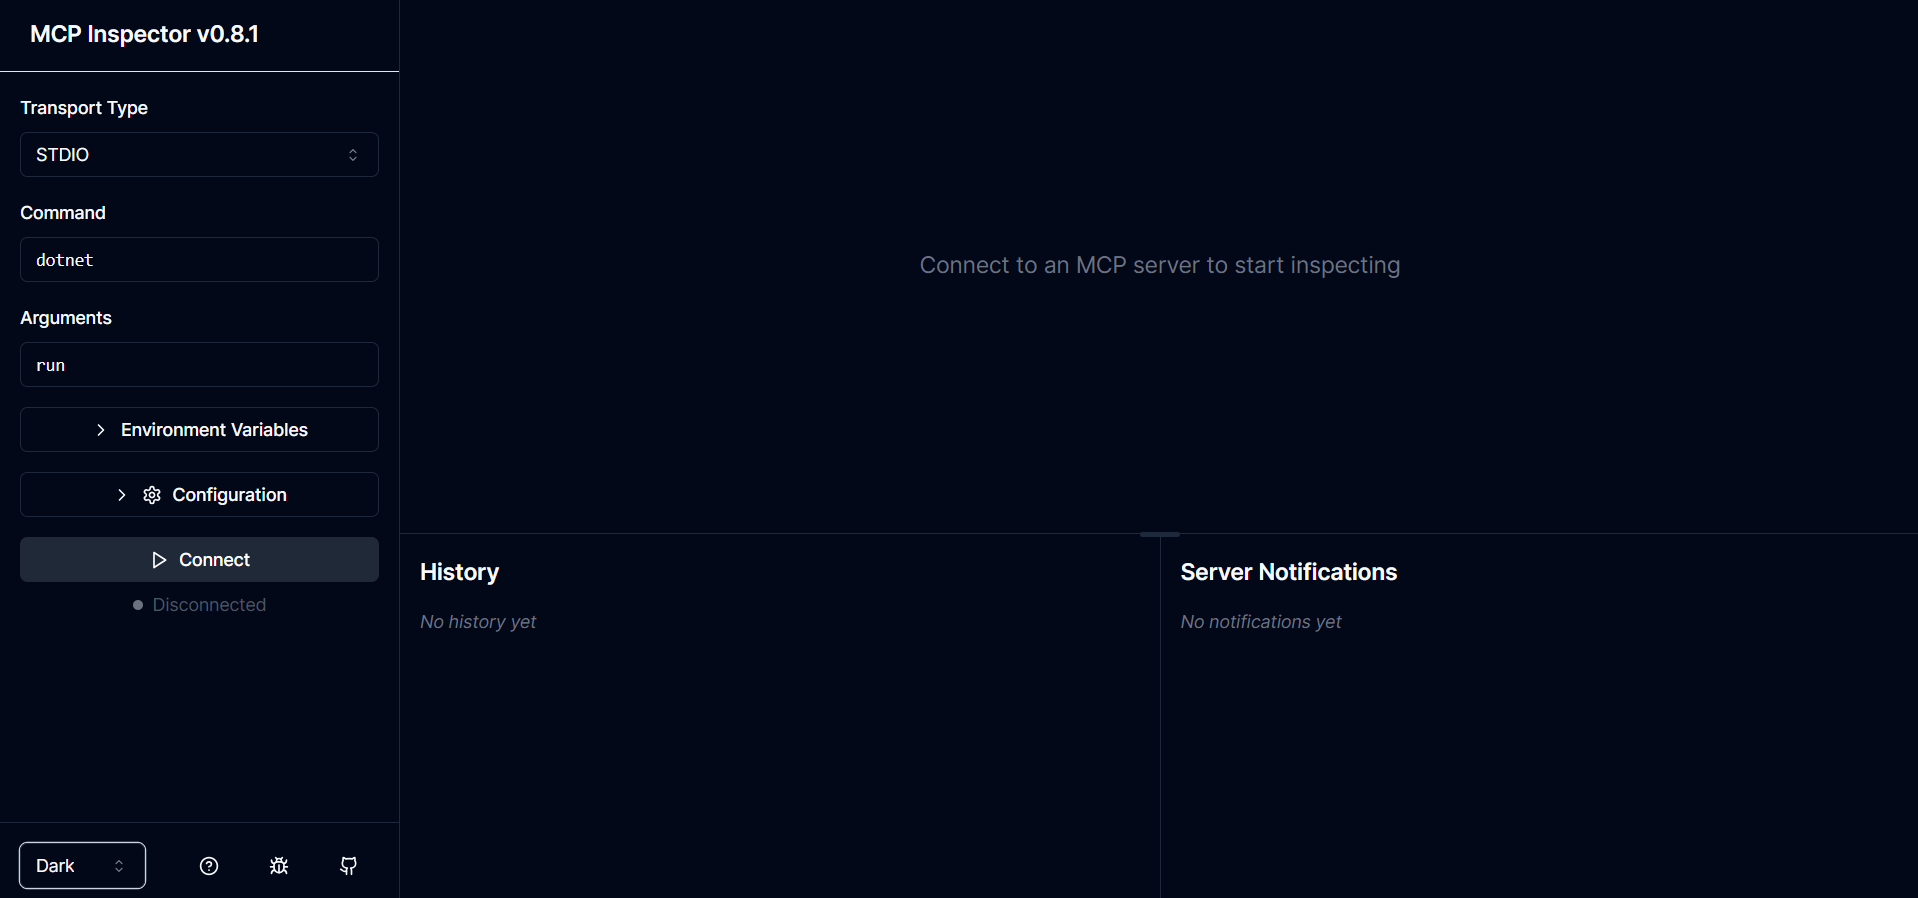 MCP Inspector v0.8.1
Transport Type
STDIO
Command
dotnet
Arguments
run
Environment Variables
Configuration
Connect
Disconnected
Dark
Connect to an MCP server to start inspecting
History
No history yet
Server Notifications
No notifications yet